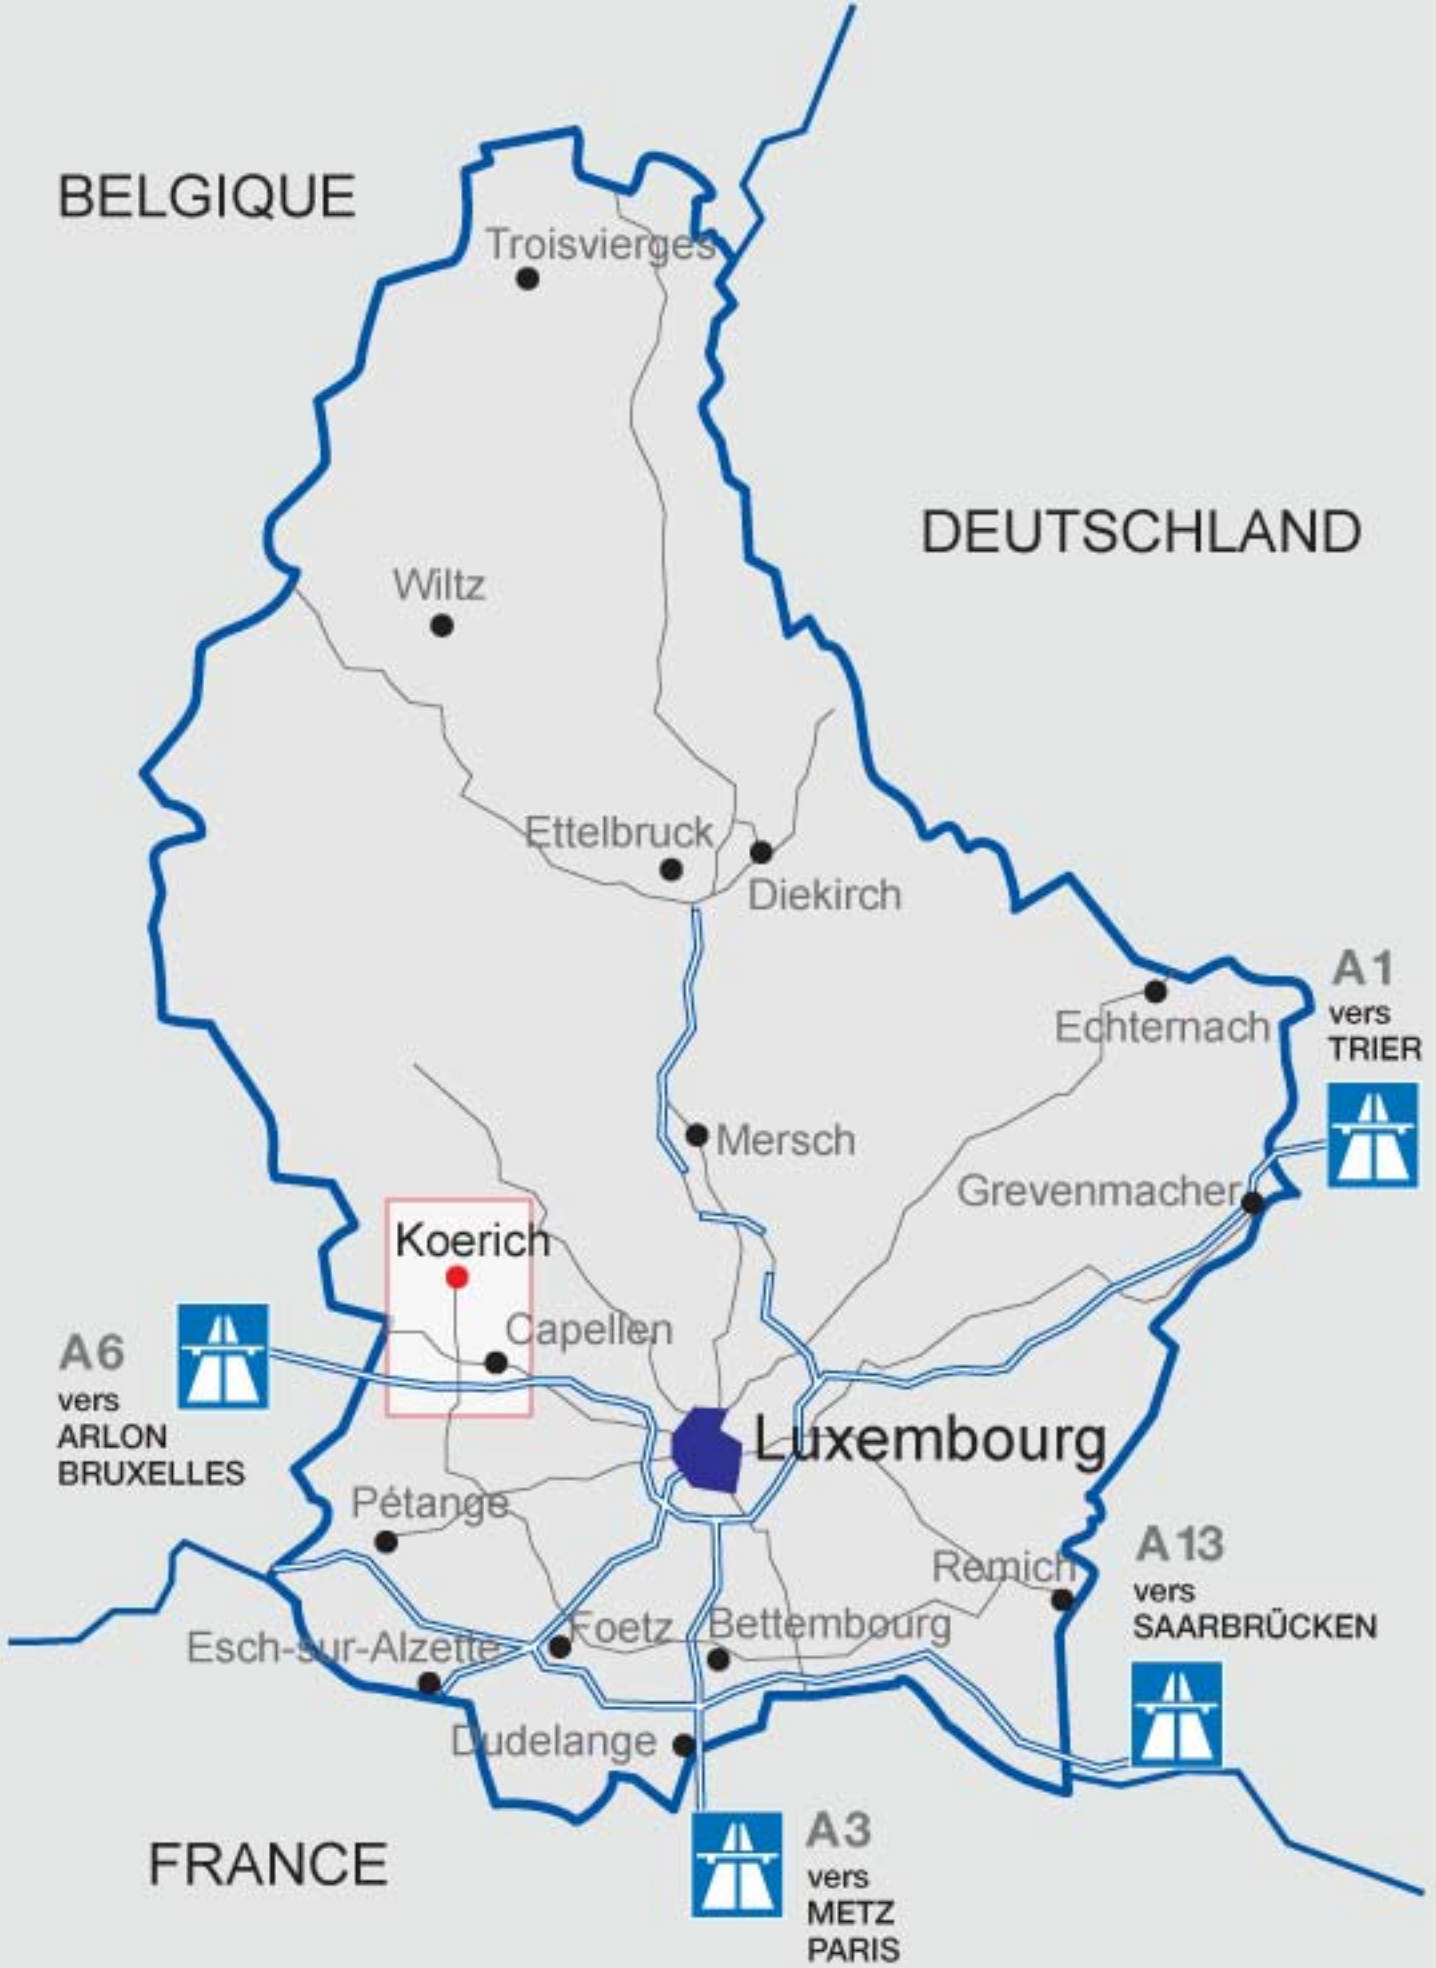 BELGIQUE
Troisvierges
DEUTSCHLAND
Wiltz
Ettelbruck
Diekirch
A1
vers
TRIER
Echternach
Mersch
Grevenmacher
Koerich
Capellen
A6
vers
ARLON
BRUXELLES
Luxembourg
Pétange
A13
vers
SAARBRÜCKEN
Remich
Foetz
Bettembourg
Esch-sur-Alzette
Dudelange
A3
vers
METZ
PARIS
FRANCE